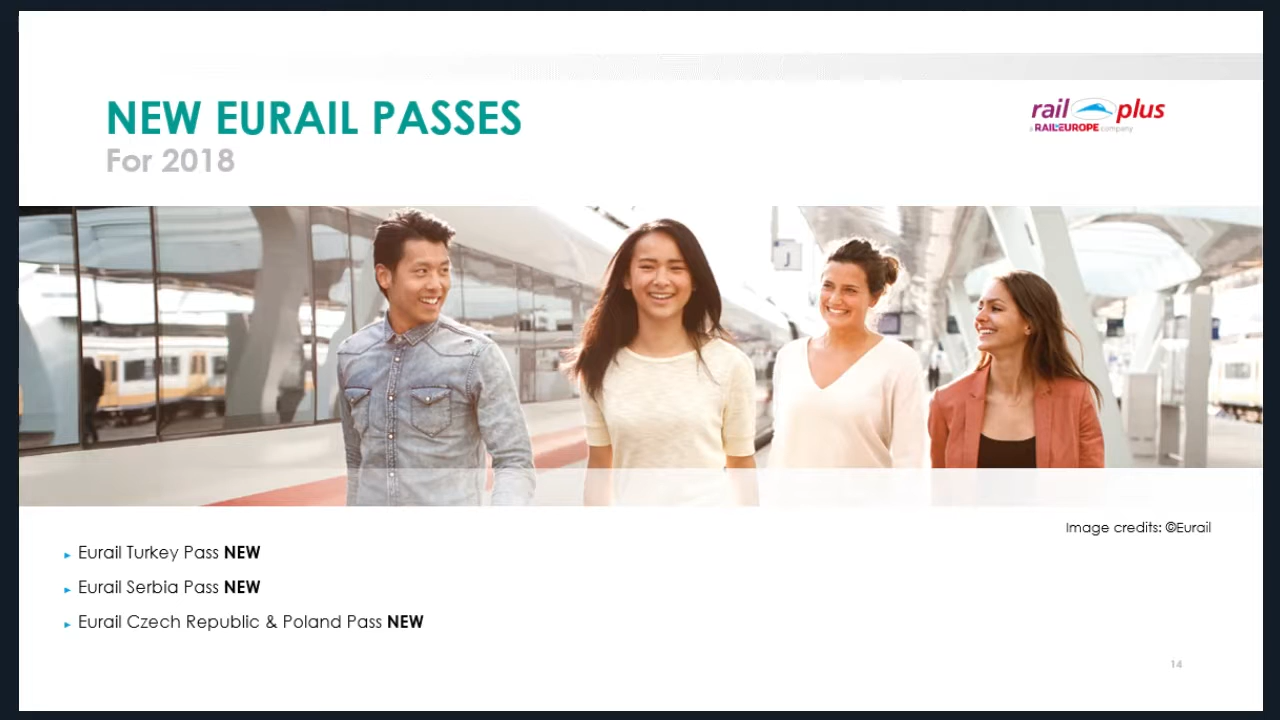 NEW EURAIL PASSES
For 2018
rail plus
a RAILEUROPE company
J
Image credits: ©Eurail
► Eurail Turkey Pass NEW
► Eurail Serbia Pass NEW
► Eurail Czech Republic & Poland Pass NEW
14